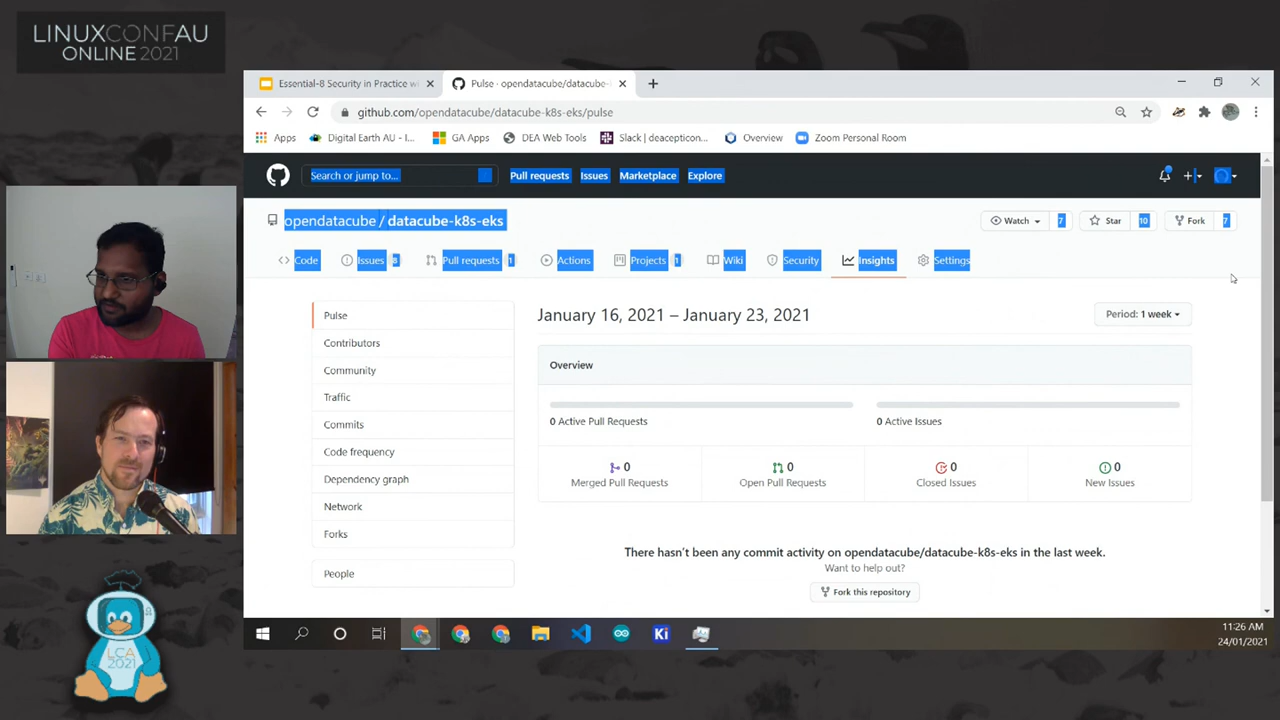 LINUXCONFAU
ONLINE 2021
Essential-8 Security in Practice wi
Pulse · opendatacube/datacube-
github.com/opendatacube/datacube-k8s-eks/pulse
Apps
Digital Earth AU - I...
GA Apps
DEA Web Tools
Slack | deacepticon...
Overview
Zoom Personal Room
Search or jump to...
Pull requests
Issues
Marketplace
Explore
opendatacube / datacube-k8s-eks
Watch 7
Star 10
Fork 7
Code
Issues 8
Pull requests 1
Actions
Projects 1
Wiki
Security
Insights
Settings
Pulse
Contributors
Community
Traffic
Commits
Code frequency
Dependency graph
Network
Forks
People
January 16, 2021 – January 23, 2021
Period: 1 week
Overview
0 Active Pull Requests
0 Active Issues
0
Merged Pull Requests
0
Open Pull Requests
0
Closed Issues
0
New Issues
There hasn't been any commit activity on opendatacube/datacube-k8s-eks in the last week.
Want to help out?
Fork this repository
Ki
11:26 AM
24/01/2021
LCA
2021